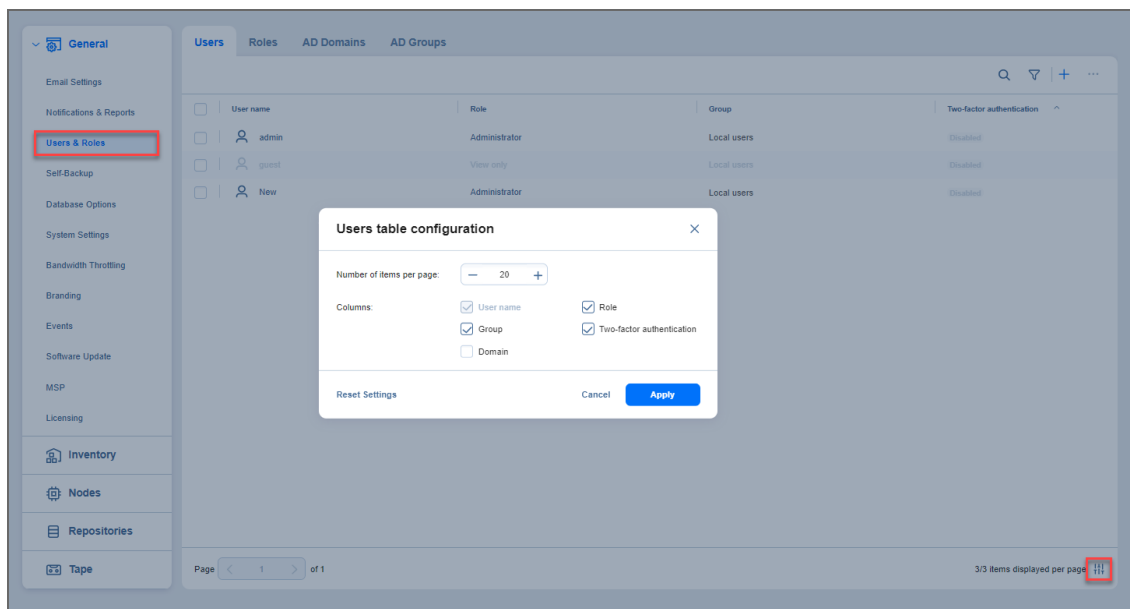 General
Email Settings
Notifications & Reports
Users & Roles
Self-Backup
Database Options
System Settings
Bandwidth Throttling
Branding
Events
Software Update
MSP
Licensing
Inventory
Nodes
Repositories
Tape
Users Roles AD Domains AD Groups
User name Role Group Two-factor authentication
admin Administrator Local users Disabled
guest View only Local users Disabled
New Administrator Local users Disabled
Users table configuration
Number of items per page: 20
Columns: User name Role
Group Two-factor authentication
Domain
Reset Settings Cancel Apply
Page 1 of 1 3/3 items displayed per page